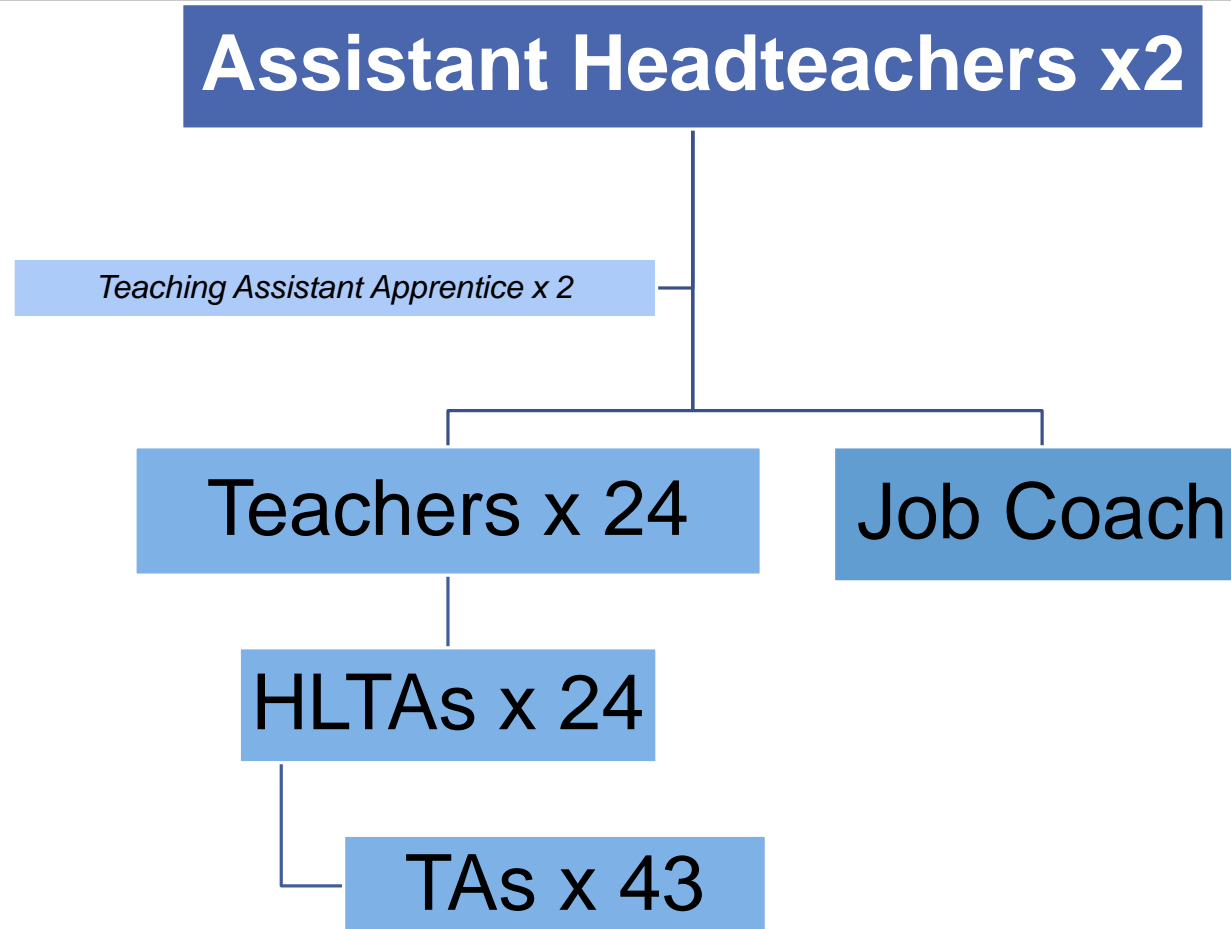 Assistant Headteachers x2
Teaching Assistant Apprentice x 2
Teachers x 24
Job Coach
HLTAs x 24
TAs x 43